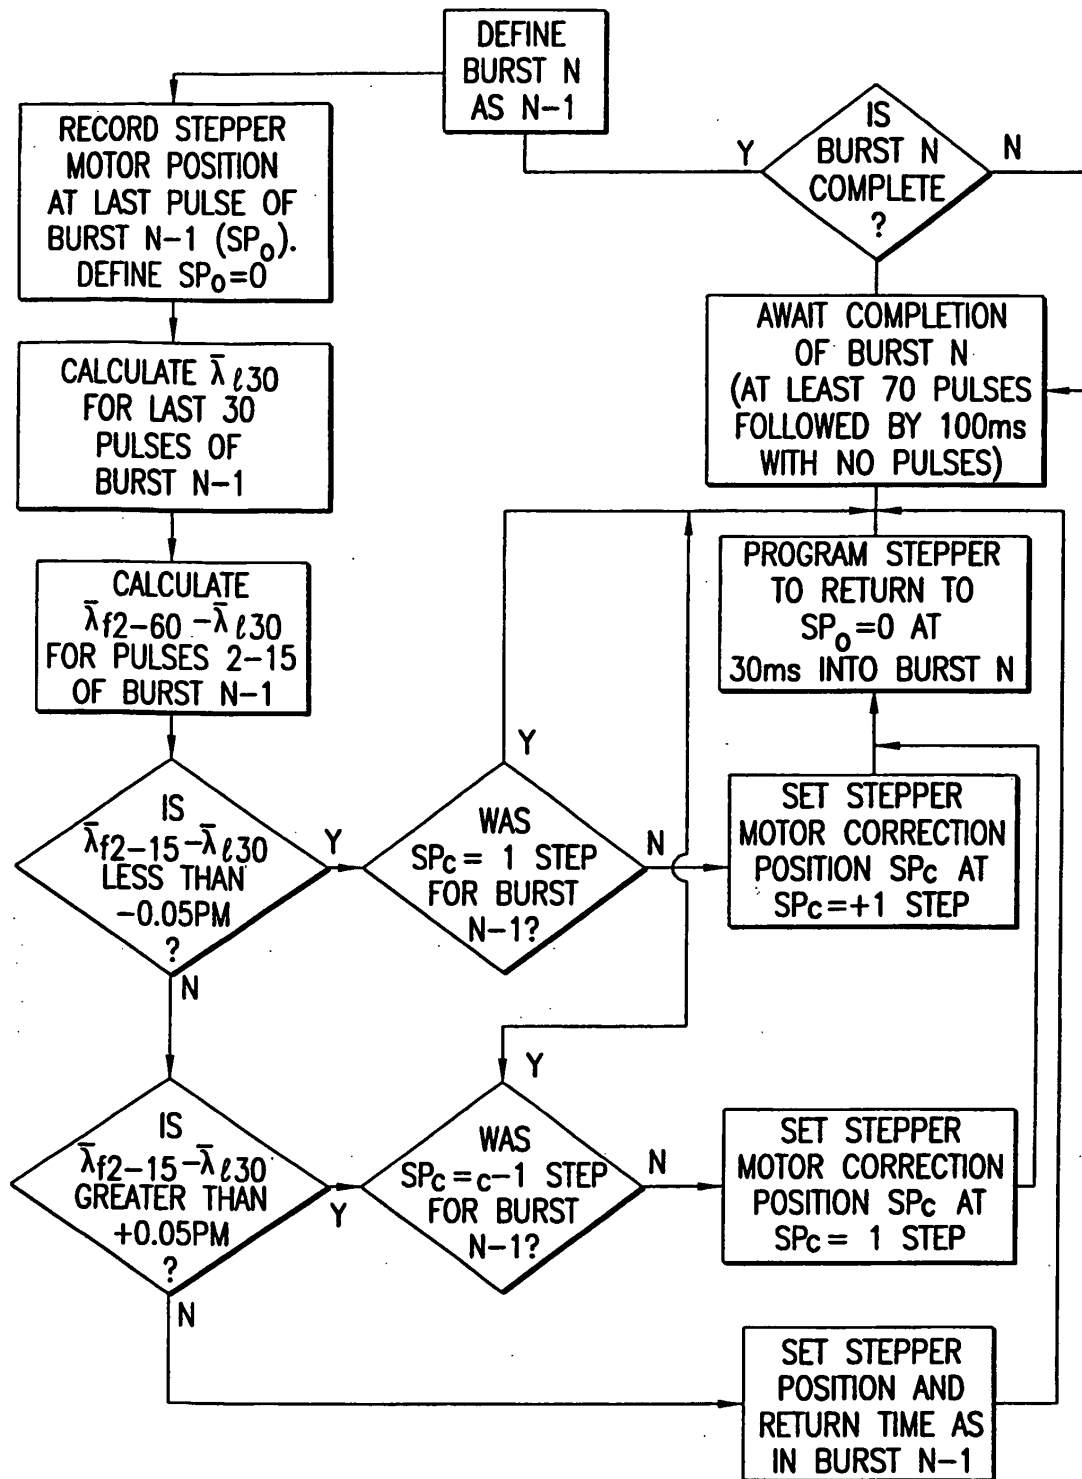 DEFINE
BURST N
AS N-1
RECORD STEPPER
MOTOR POSITION
AT LAST PULSE OF
BURST N-1 (SPo).
DEFINE SPo=0
CALCULATE λ̄ℓ30
FOR LAST 30
PULSES OF
BURST N-1
CALCULATE
λ̄f2-60 -λ̄ℓ30
FOR PULSES 2-15
OF BURST N-1
IS
λ̄f2-15-λ̄ℓ30
LESS THAN
-0.05PM
?
Y
N
WAS
SPc= 1 STEP
FOR BURST
N-1?
Y
N
SET STEPPER
MOTOR CORRECTION
POSITION SPc AT
SPc=+1 STEP
IS
λ̄f2-15-λ̄ℓ30
GREATER THAN
+0.05PM
?
Y
N
WAS
SPc=c-1 STEP
FOR BURST
N-1?
Y
N
SET STEPPER
MOTOR CORRECTION
POSITION SPc AT
SPc= 1 STEP
SET STEPPER
POSITION AND
RETURN TIME AS
IN BURST N-1
PROGRAM STEPPER
TO RETURN TO
SPo=0 AT
30ms INTO BURST N
AWAIT COMPLETION
OF BURST N
(AT LEAST 70 PULSES
FOLLOWED BY 100ms
WITH NO PULSES)
IS
BURST N
COMPLETE
?
Y
N